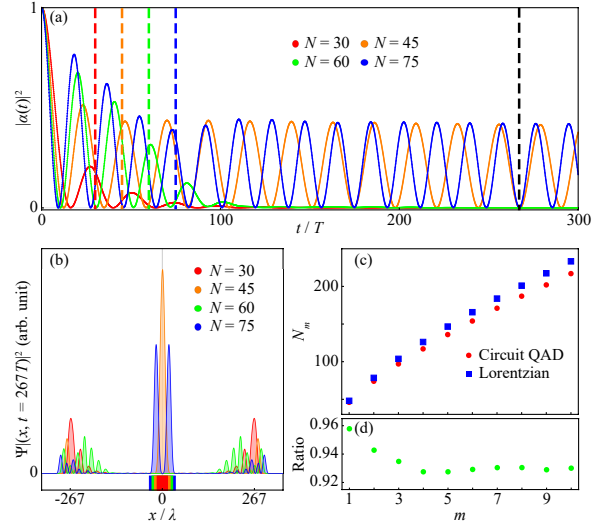 (a)
1
|α(t)|²
0
N = 30 N = 45
N = 60 N = 75
0 100 200 300
t / T
(b)
N = 30
N = 45
N = 60
N = 75
Ψ|(x, t = 267T)|² (arb. unit)
0
-267 267
x / λ
(c)
200
100
N_m
Circuit QAD
Lorentzian
(d)
0.96
0.94
0.92
Ratio
1 3 5 7 9
m